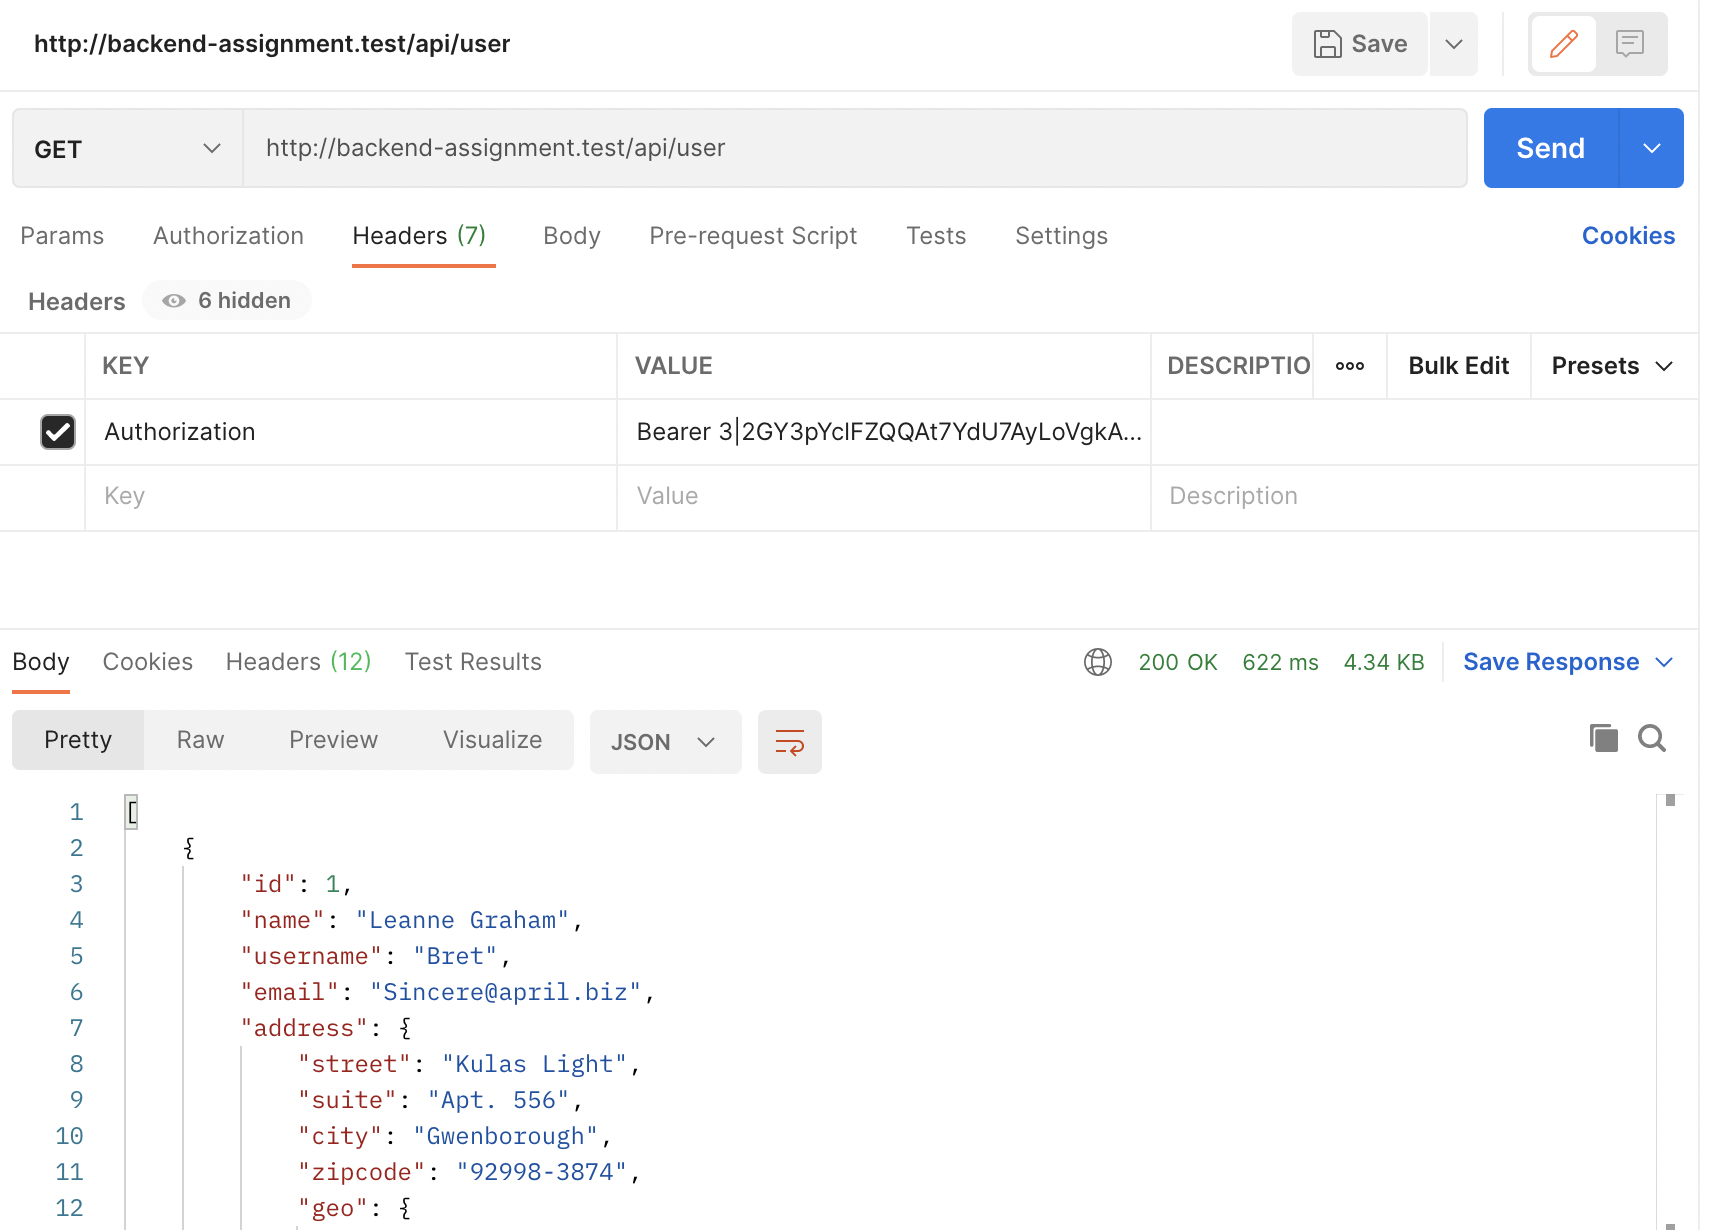 http://backend-assignment.test/api/user
Save
GET
http://backend-assignment.test/api/user
Send
Params Authorization Headers (7) Body Pre-request Script Tests Settings Cookies
Headers 6 hidden
KEY VALUE DESCRIPTIO ooo Bulk Edit Presets
Authorization Bearer 3|2GY3pYclFZQQAt7YdU7AyLoVgkA...
Key Value Description
Body Cookies Headers (12) Test Results 200 OK 622 ms 4.34 KB Save Response
Pretty Raw Preview Visualize JSON
1 [
2 {
3 "id": 1,
4 "name": "Leanne Graham",
5 "username": "Bret",
6 "email": "Sincere@april.biz",
7 "address": {
8 "street": "Kulas Light",
9 "suite": "Apt. 556",
10 "city": "Gwenborough",
11 "zipcode": "92998-3874",
12 "geo": {